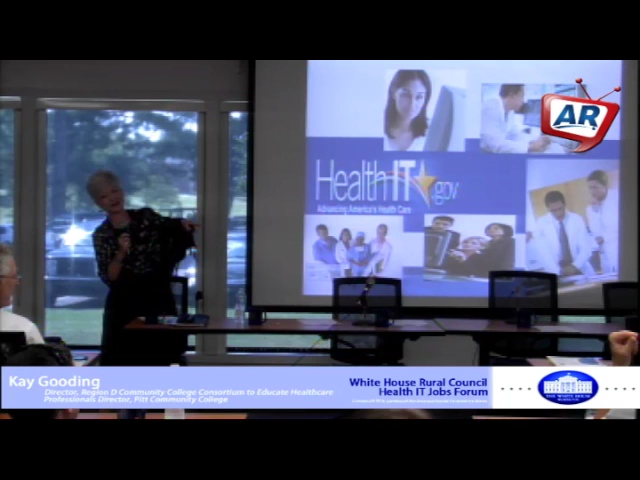 AR
HealthIT.gov
Advancing America's Health Care
Kay Gooding
Director, Region D Community College Consortium to Educate Healthcare
Professionals Director, Pitt Community College
White House Rural Council
Health IT Jobs Forum
THE WHITE HOUSE
WASHINGTON